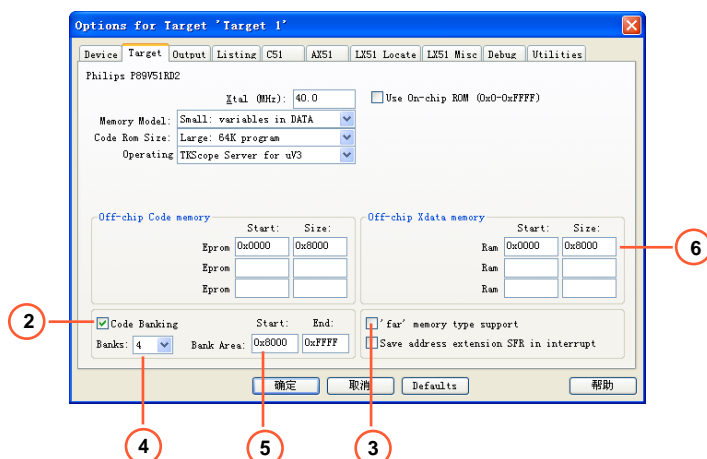 Options for Target 'Target 1'
Device Target Output Listing C51 AX51 LX51 Locate LX51 Misc Debug Utilities
Philips P89V51RD2
Xtal (MHz): 40.0 Use On-chip ROM (0x0-0xFFFF)
Memory Model: Small: variables in DATA
Code Rom Size: Large: 64K program
Operating TKScope Server for uV3
Off-chip Code memory Off-chip Xdata memory
Start: Size: Start: Size:
Eprom 0x0000 0x8000 Ram 0x0000 0x8000 6
Eprom Ram
Eprom Ram
2 Code Banking Start: End: 'far' memory type support
Banks: 4 Bank Area: 0x8000 0xFFFF Save address extension SFR in interrupt
确定 取消 Defaults 帮助
4 5 3